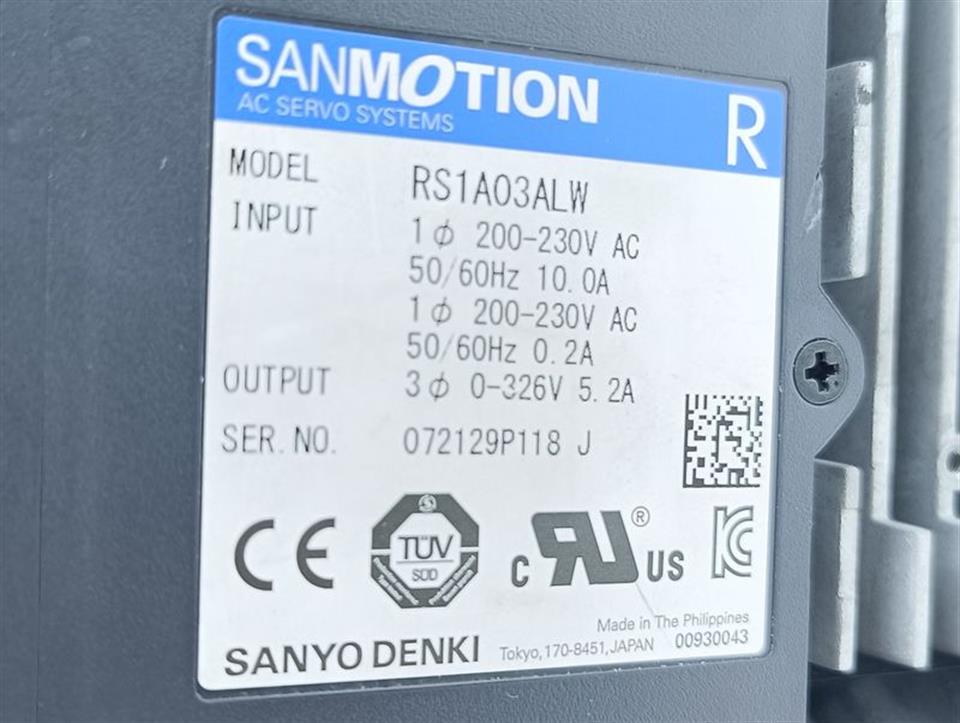 SANMOTION
AC SERVO SYSTEMS
R
MODEL RS1A03ALW
INPUT 1ϕ 200-230V AC
50/60Hz 10.0A
1ϕ 200-230V AC
50/60Hz 0.2A
OUTPUT 3ϕ 0-326V 5.2A
SER.NO. 072129P118 J
CE
TÜV
SÜD
c RU ® US
KC
Made in The Philippines
SANYO DENKI Tokyo,170-8451,JAPAN 00930043